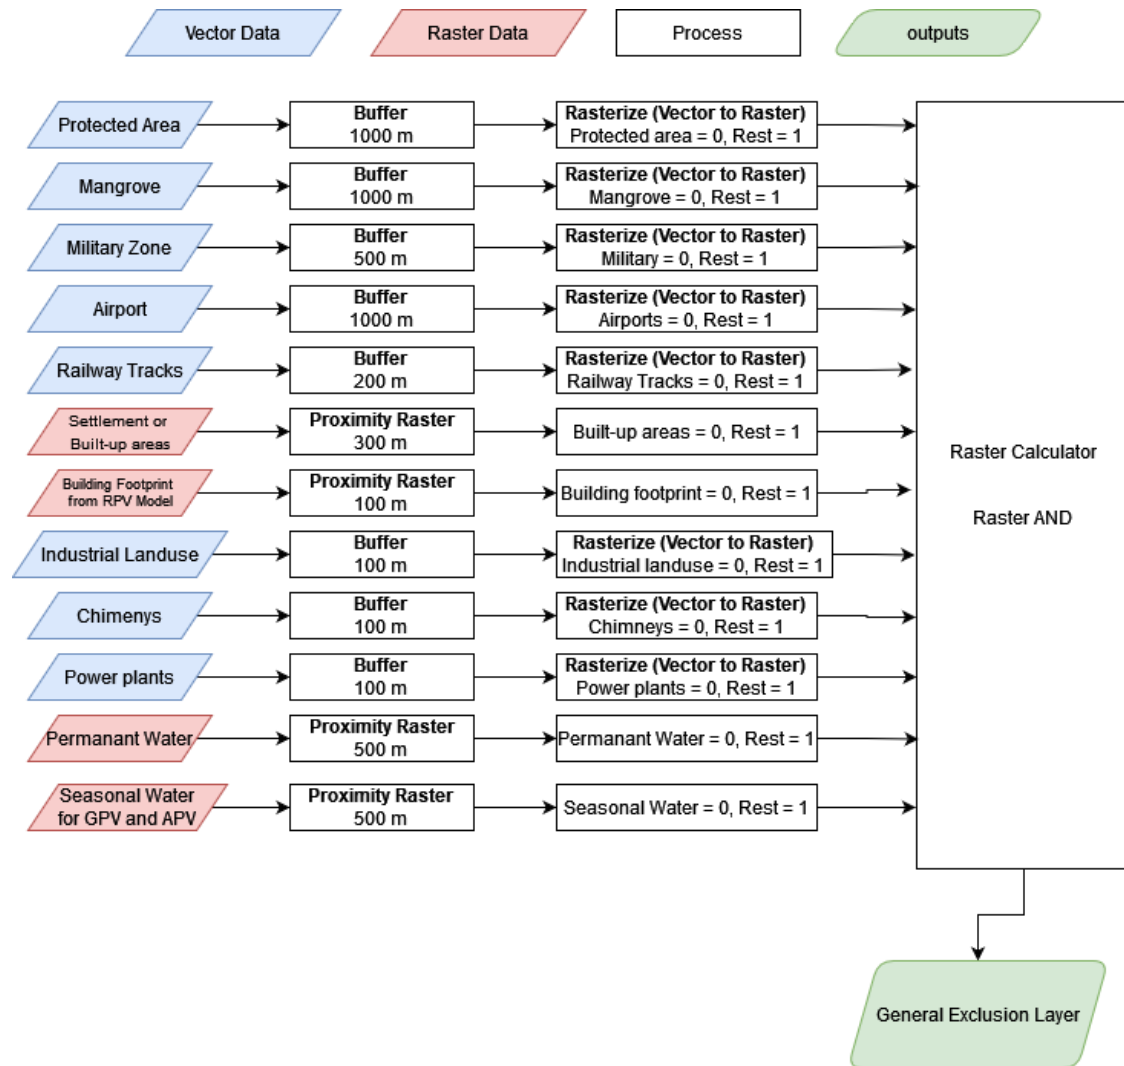 Vector Data
Raster Data
Process
outputs
Protected Area
Buffer
1000 m
Rasterize (Vector to Raster)
Protected area = 0, Rest = 1
Mangrove
Buffer
1000 m
Rasterize (Vector to Raster)
Mangrove = 0, Rest = 1
Military Zone
Buffer
500 m
Rasterize (Vector to Raster)
Military = 0, Rest = 1
Airport
Buffer
1000 m
Rasterize (Vector to Raster)
Airports = 0, Rest = 1
Railway Tracks
Buffer
200 m
Rasterize (Vector to Raster)
Railway Tracks = 0, Rest = 1
Settlement or
Built-up areas
Proximity Raster
300 m
Built-up areas = 0, Rest = 1
Building Footprint
from RPV Model
Proximity Raster
100 m
Building footprint = 0, Rest = 1
Industrial Landuse
Buffer
100 m
Rasterize (Vector to Raster)
Industrial landuse = 0, Rest = 1
Chimenys
Buffer
100 m
Rasterize (Vector to Raster)
Chimneys = 0, Rest = 1
Power plants
Buffer
100 m
Rasterize (Vector to Raster)
Power plants = 0, Rest = 1
Permanant Water
Proximity Raster
500 m
Permanant Water = 0, Rest = 1
Seasonal Water
for GPV and APV
Proximity Raster
500 m
Seasonal Water = 0, Rest = 1
Raster Calculator
Raster AND
General Exclusion Layer